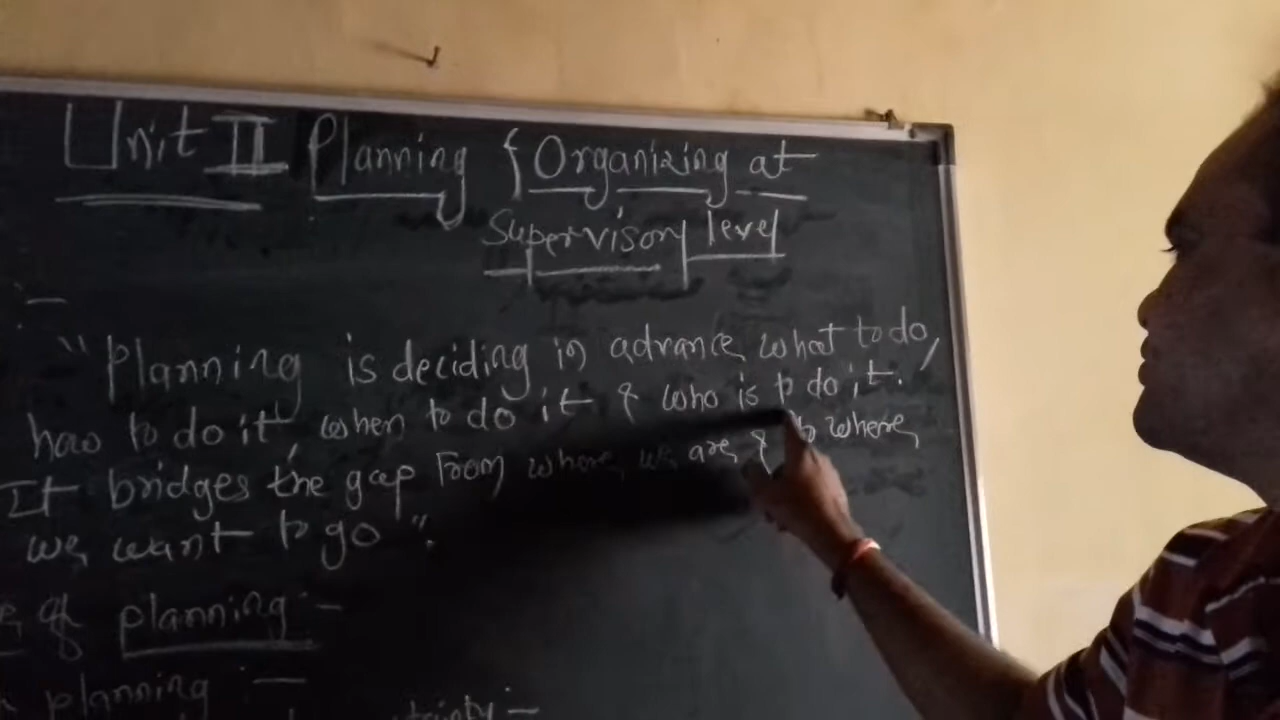 Unit II Planning & Organizing at
Supervisory level
"Planning is deciding in advance what to do,
how to do it, when to do it & who is to do it.
It bridges the gap From where we are & to where
we want to go".
of planning:-
planning -